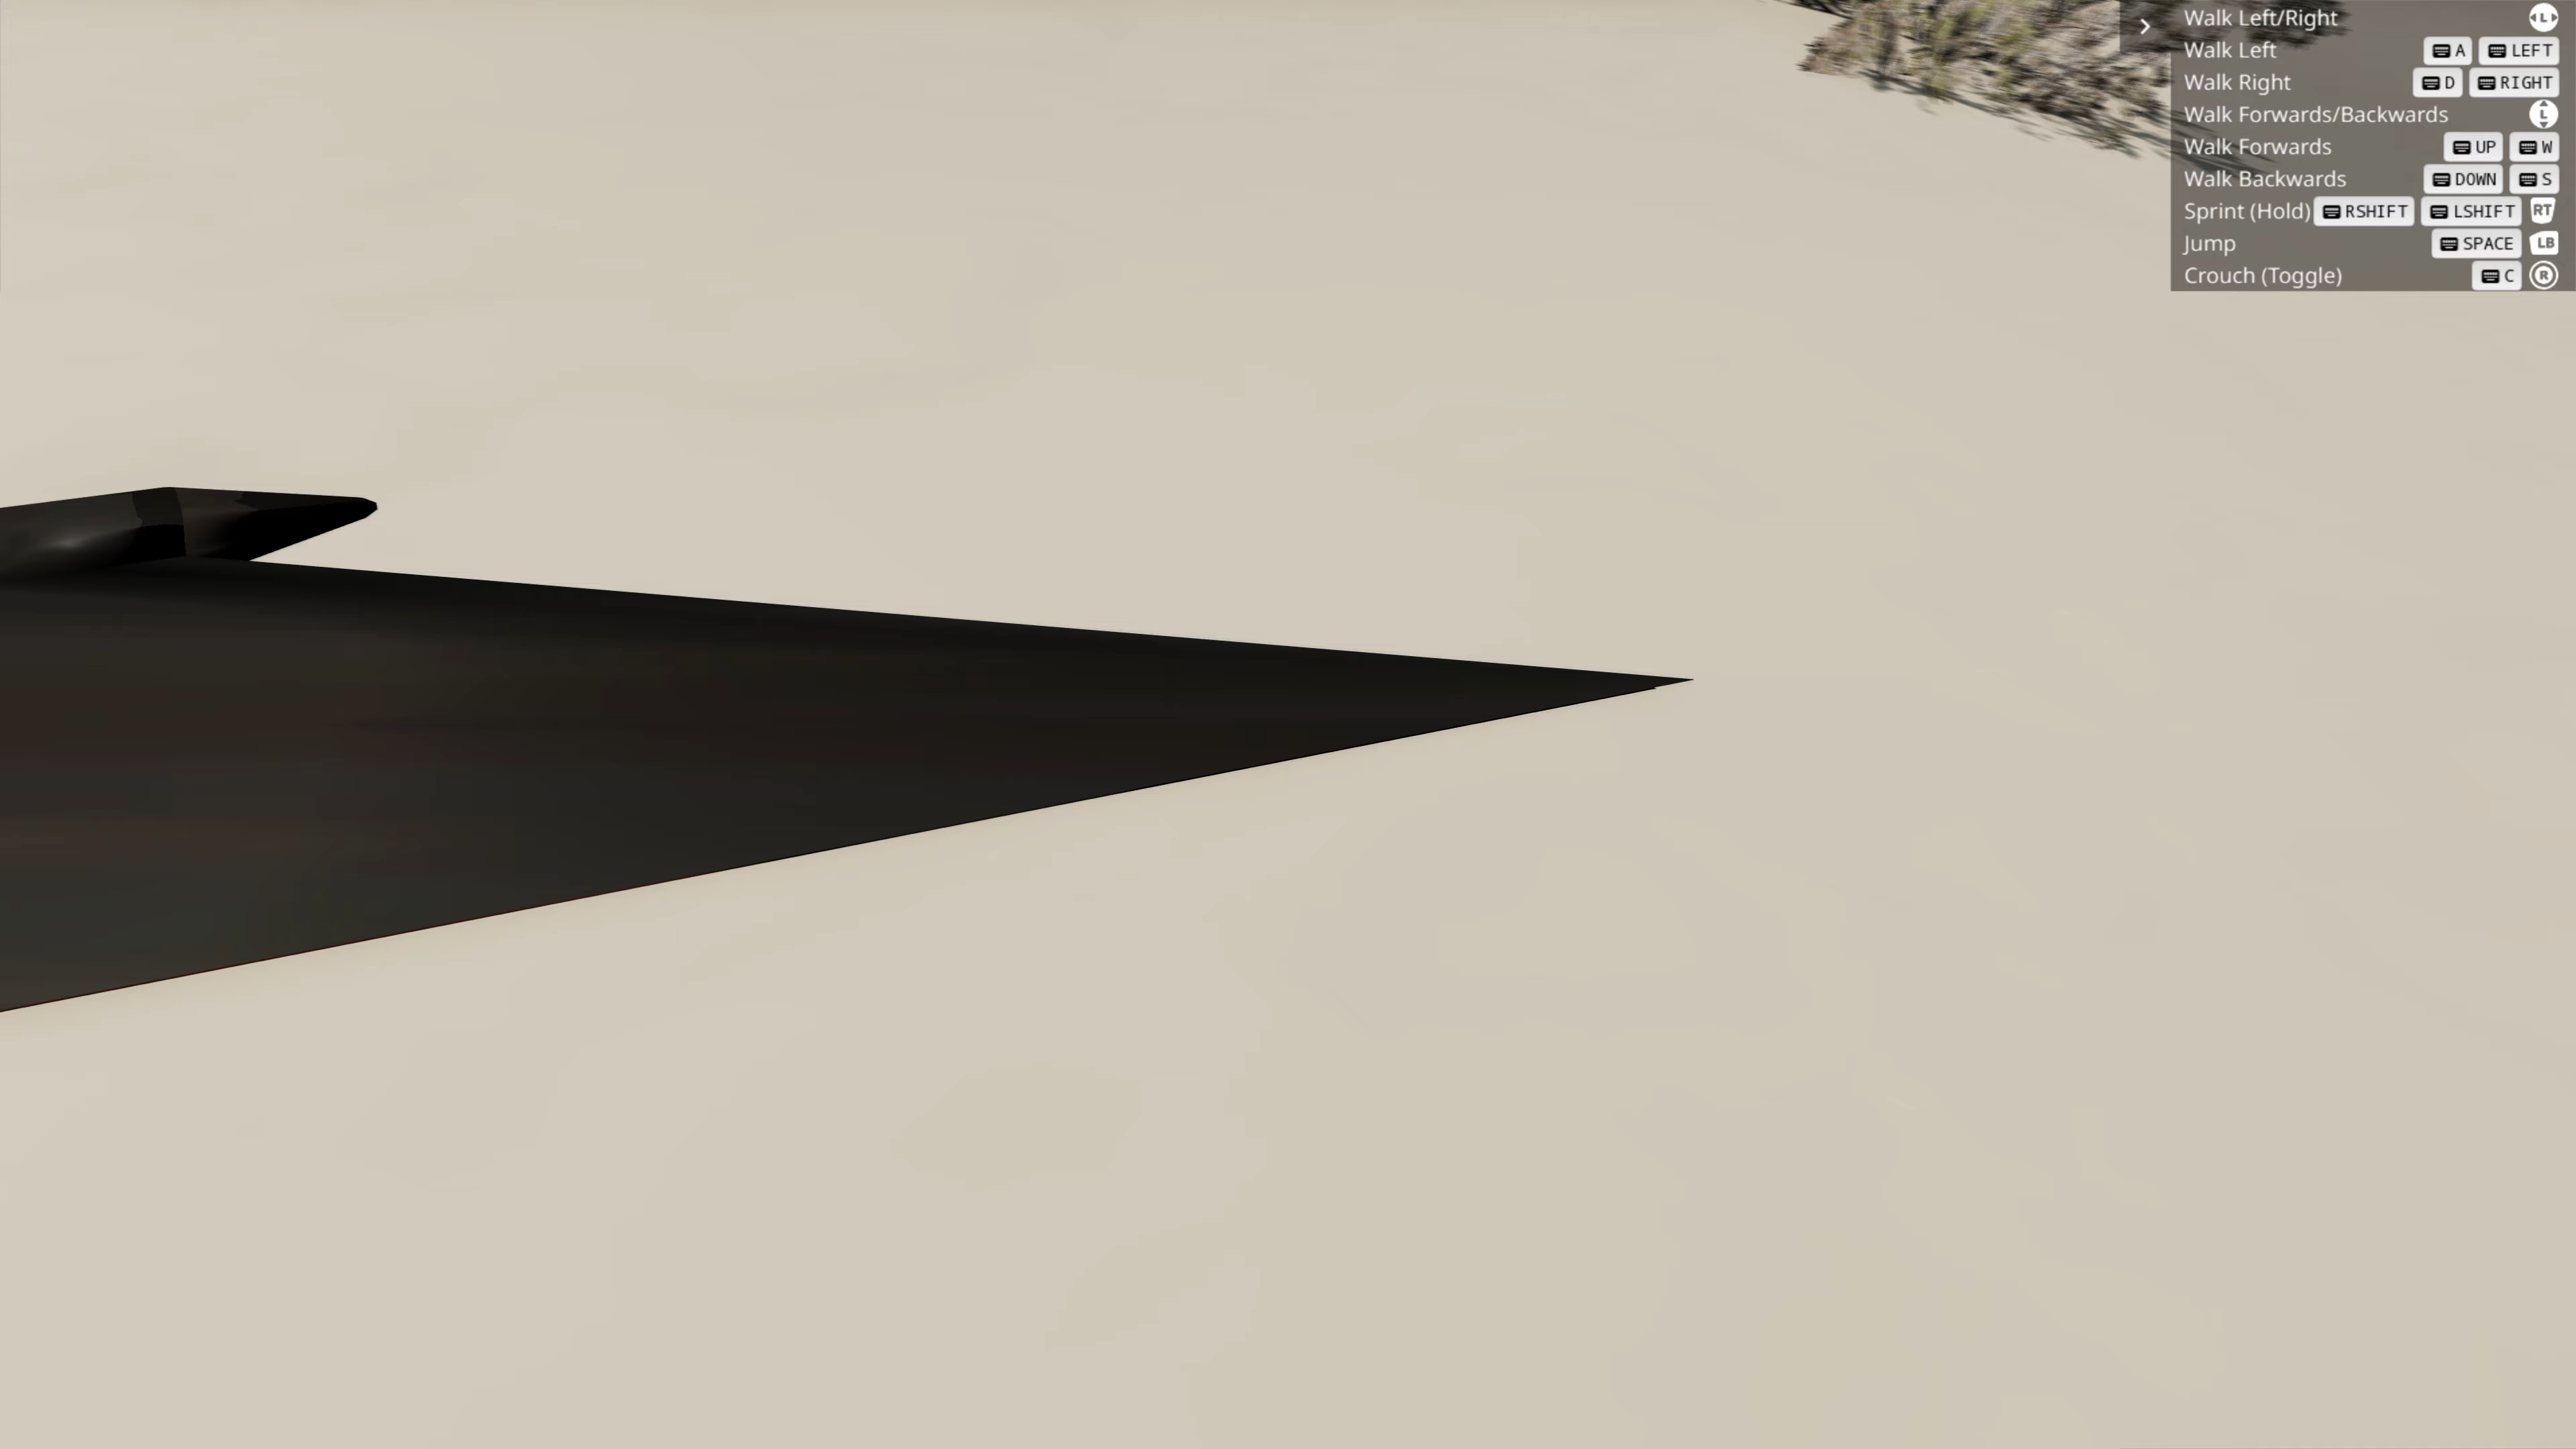 Walk Left/Right L
Walk Left A LEFT
Walk Right D RIGHT
Walk Forwards/Backwards L
Walk Forwards UP W
Walk Backwards DOWN S
Sprint (Hold) RSHIFT LSHIFT RT
Jump SPACE LB
Crouch (Toggle) C R